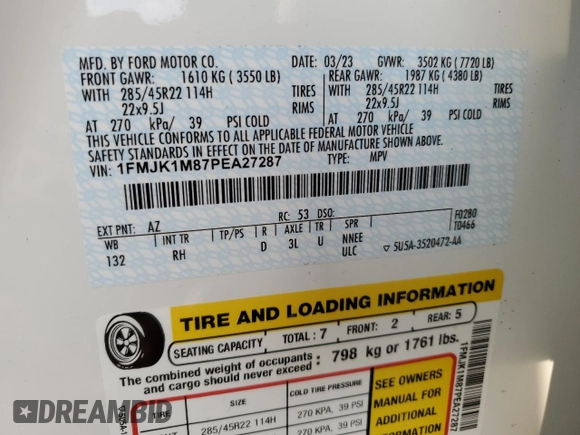 MFD. BY FORD MOTOR CO. 03/23 GVWR: 3502 KG ( 7720 LB)
FRONT GAWR: 1610 KG ( 3550 LB) REAR GAWR: 1987 KG ( 4380 LB)
WITH 285/45R22 114H TIRES WITH 285/45R22 114H TIRES
22x9.5J RIMS 22x9.5J RIMS
AT 270 kPa/ 39 PSI COLD AT 270 kPa/ 39 PSI COLD
THIS VEHICLE CONFORMS TO ALL APPLICABLE FEDERAL MOTOR VEHICLE
SAFETY STANDARDS IN EFFECT ON THE DATE OF MANUFACTURE SHOWN ABOVE.
VIN: 1FMJK1M87PEA27287 TYPE: MPV
EXT PNT: AZ RC: 53 DSO: F0280
WB INT TR TP/PS R AXLE TR SPR T0466
132 RH D 3L U NNEE
ULC ▽ 5U5A-3520472-AA
TIRE AND LOADING INFORMATION
SEATING CAPACITY TOTAL : 7 FRONT: 2 REAR: 5
The combined weight of occupants and cargo should never exceed : 798 kg or 1761 lbs.
SIZE COLD TIRE PRESSURE
285/45R22 114H 270 KPA, 39 PSI
270 KPA, 39 PSI
SEE OWNERS
MANUAL FOR
ADDITIONAL
1FMJK1M87PEA27287
DREAMBID